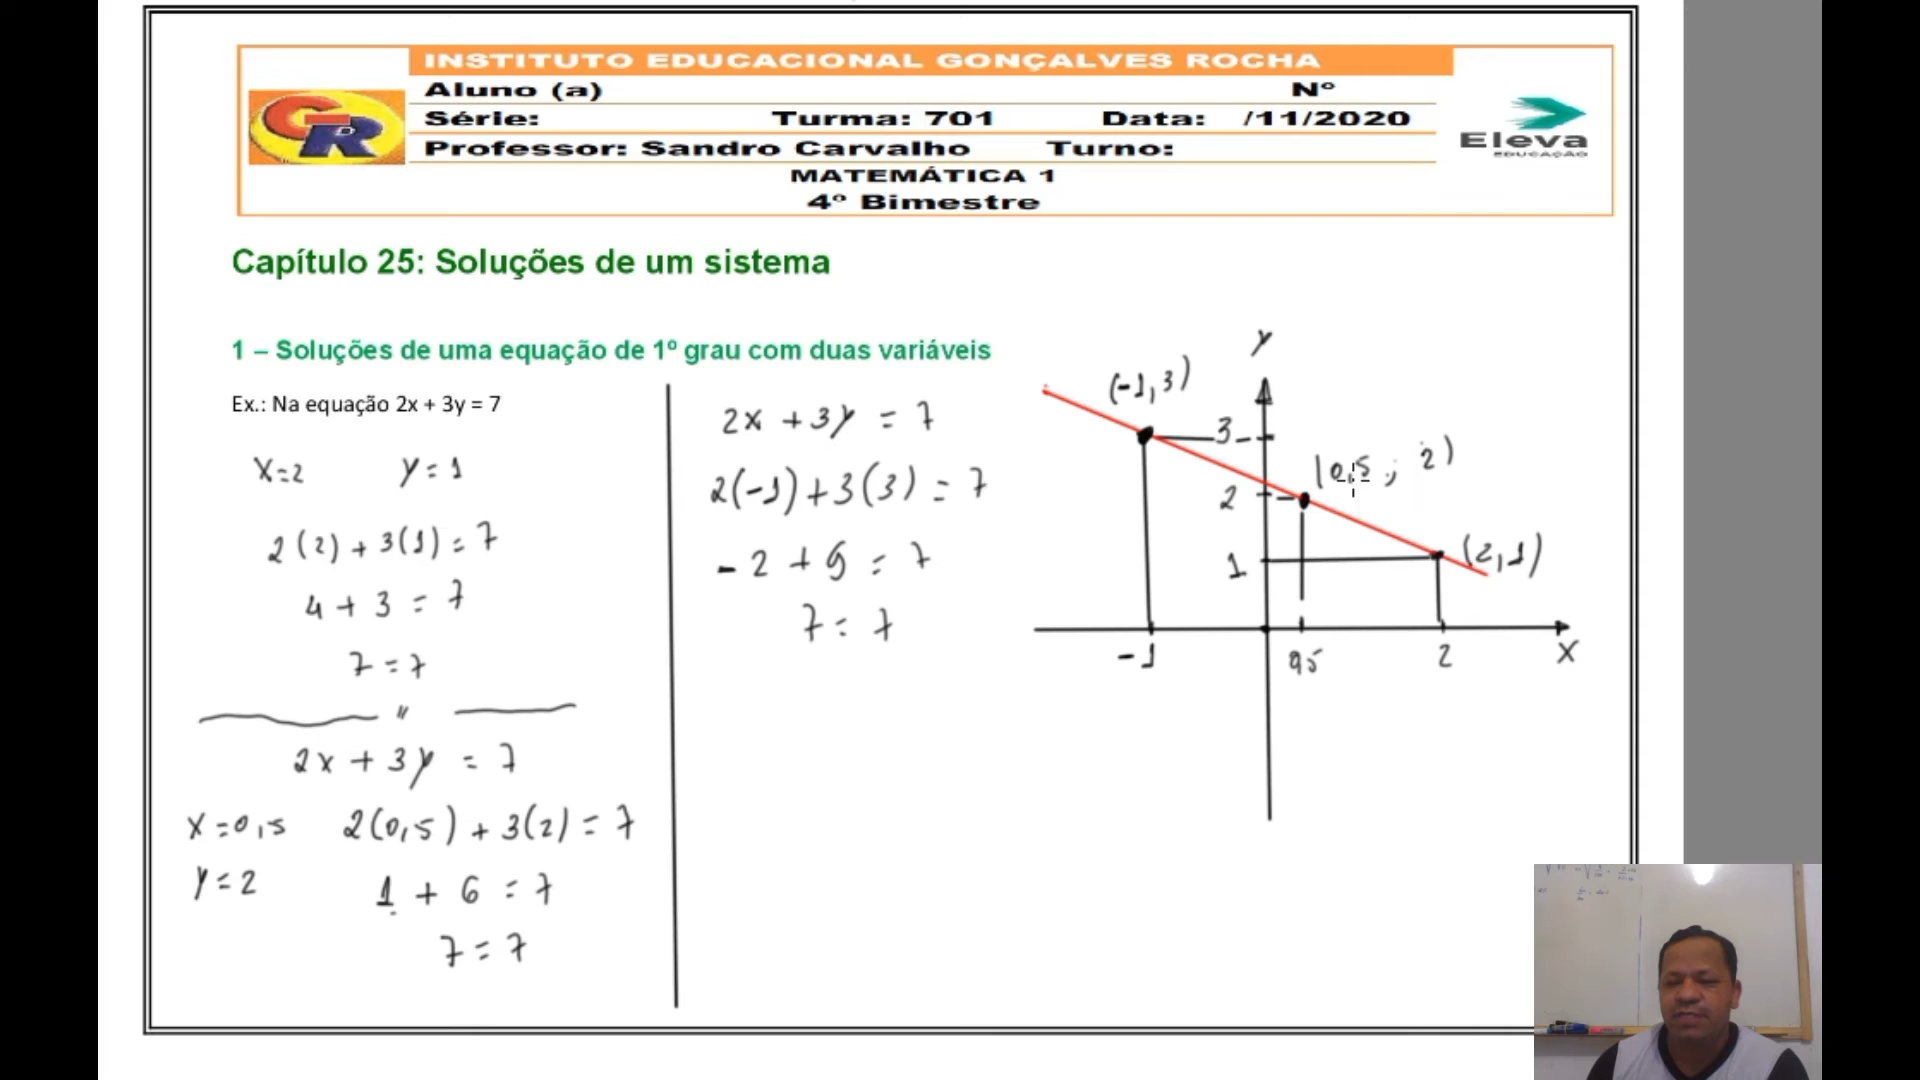 INSTITUTO EDUCACIONAL GONÇALVES ROCHA
Aluno (a) Nº
Série: Turma: 701 Data: /11/2020
Professor: Sandro Carvalho Turno:
MATEMÁTICA 1
4º Bimestre
GR
Eleva
EDUCAÇÃO
Capítulo 25: Soluções de um sistema
1 – Soluções de uma equação de 1º grau com duas variáveis
Ex.: Na equação 2x + 3y = 7
x=2 y=1
2(2) + 3(1) = 7
4 + 3 = 7
7 = 7
"
2x + 3y = 7
x=0,5 2(0,5) + 3(2) = 7
y=2
1 + 6 = 7
7 = 7
2x + 3y = 7
2(-1) + 3(3) = 7
-2 + 9 = 7
7 = 7
y
(-1,3)
3
(0,5 ; 2)
2
(2,1)
1
-1 0,5 2 x